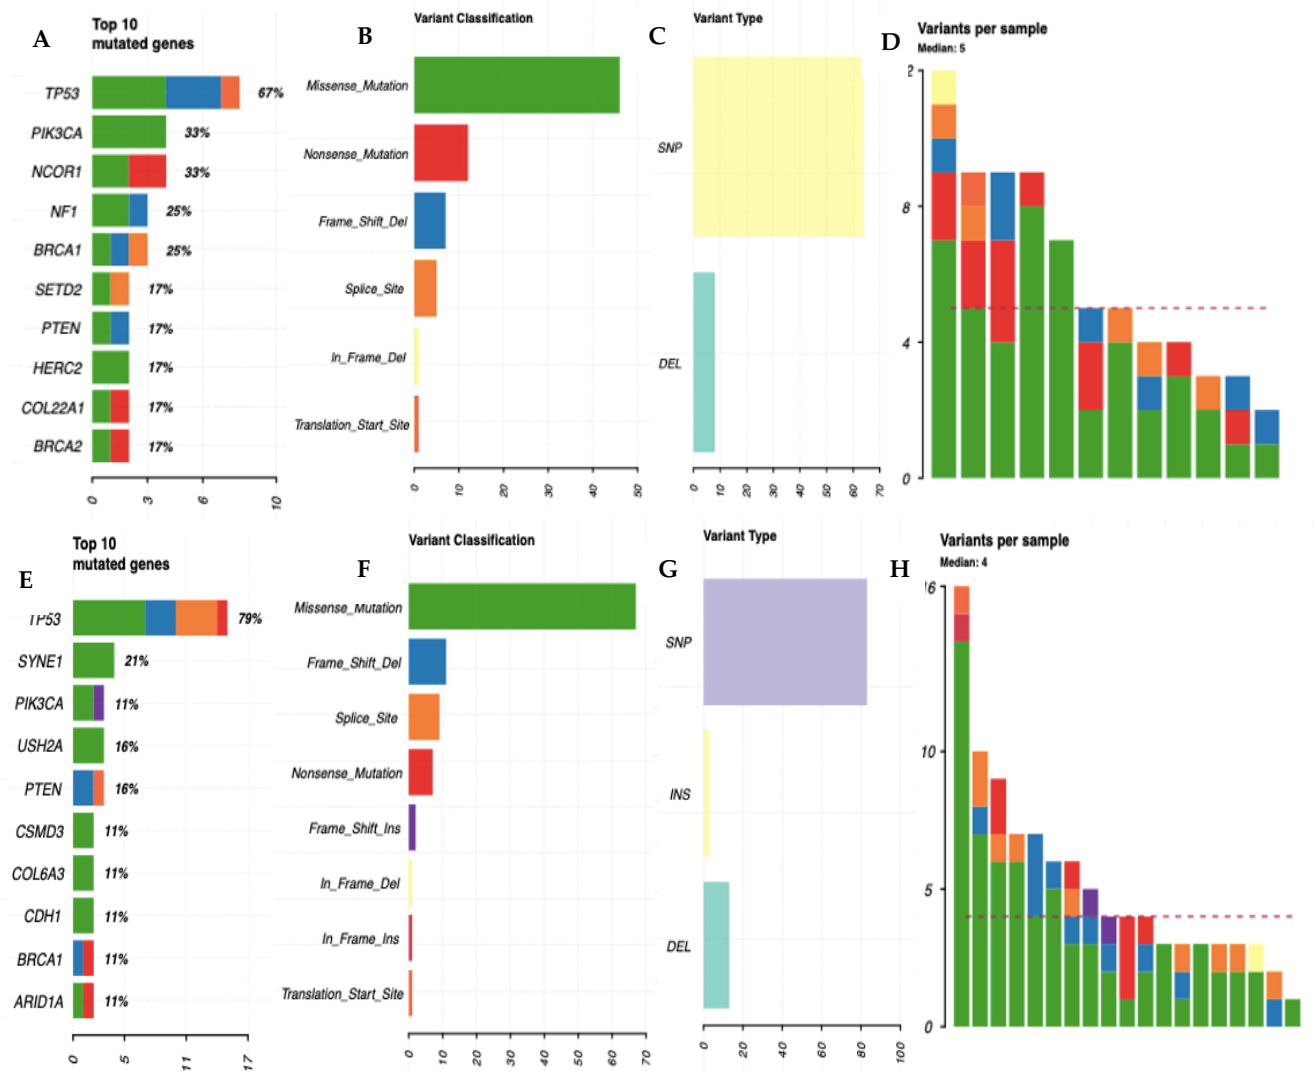 A
Top 10
mutated genes
TP53 67%
PIK3CA 33%
NCOR1 33%
NF1 25%
BRCA1 25%
SETD2 17%
PTEN 17%
HERC2 17%
COL22A1 17%
BRCA2 17%
0 3 6 10
B
Variant Classification
Missense_Mutation
Nonsense_Mutation
Frame_Shift_Del
Splice_Site
In_Frame_Del
Translation_Start_Site
0 10 20 30 40 50
C
Variant Type
SNP
DEL
0 10 20 30 40 50 60 70
D
Variants per sample
Median: 5
2
8
4
0
E
Top 10
mutated genes
TP53 79%
SYNE1 21%
PIK3CA 11%
USH2A 16%
PTEN 16%
CSMD3 11%
COL6A3 11%
CDH1 11%
BRCA1 11%
ARID1A 11%
0 5 11 17
F
Variant Classification
Missense_Mutation
Frame_Shift_Del
Splice_Site
Nonsense_Mutation
Frame_Shift_Ins
In_Frame_Del
In_Frame_Ins
Translation_Start_Site
0 10 20 30 40 50 60 70
G
Variant Type
SNP
INS
DEL
0 20 40 60 80 100
H
Variants per sample
Median: 4
16
10
5
0